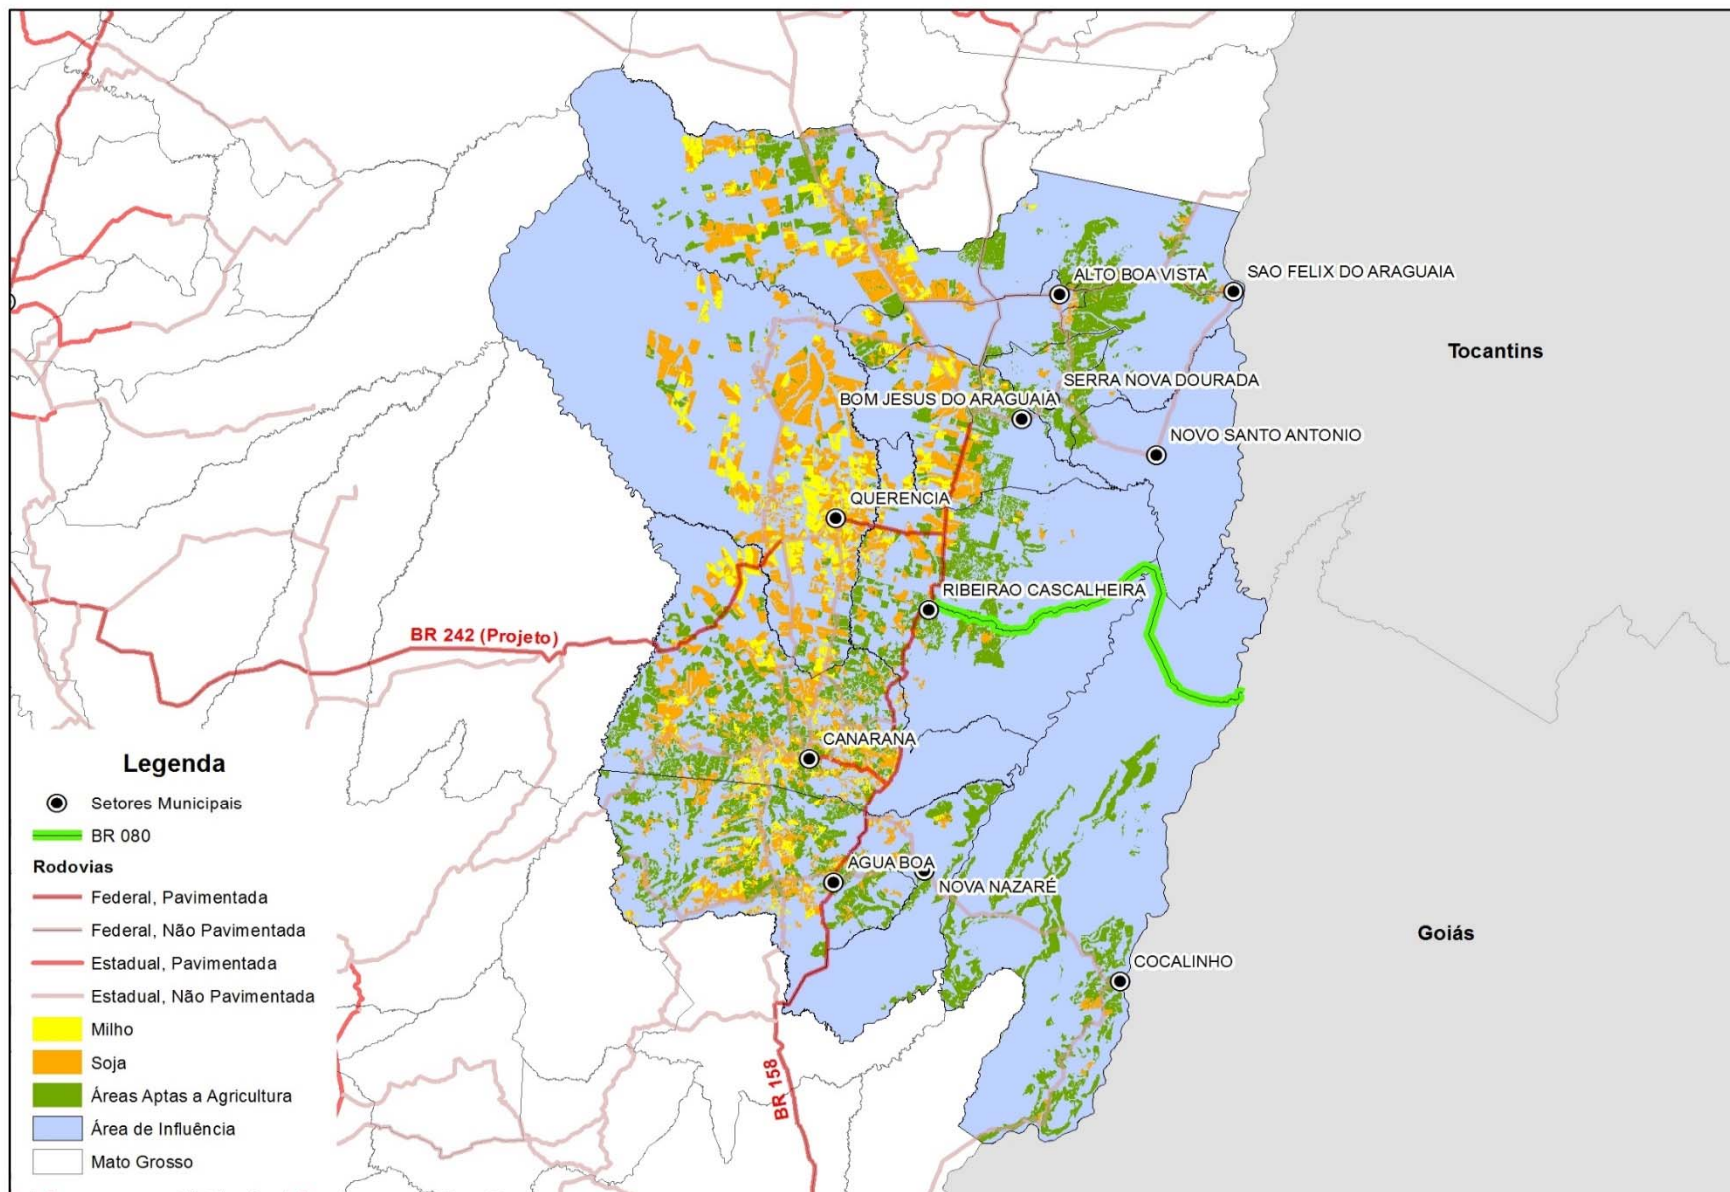 ALTO BOA VISTA
SAO FELIX DO ARAGUAIA
Tocantins
SERRA NOVA DOURADA
BOM JESUS DO ARAGUAIA
NOVO SANTO ANTONIO
QUERENCIA
RIBEIRAO CASCALHEIRA
BR 242 (Projeto)
CANARANA
AGUA BOA
NOVA NAZARÉ
Goiás
COCALINHO
BR 158
Legenda
Setores Municipais
BR 080
Rodovias
Federal, Pavimentada
Federal, Não Pavimentada
Estadual, Pavimentada
Estadual, Não Pavimentada
Milho
Soja
Áreas Aptas a Agricultura
Área de Influência
Mato Grosso